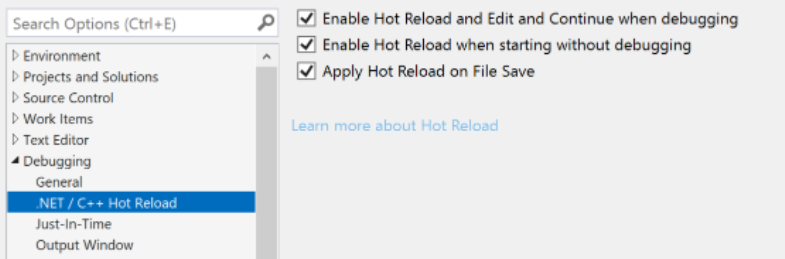 Search Options (Ctrl+E)
Environment
Projects and Solutions
Source Control
Work Items
Text Editor
Debugging
General
.NET / C++ Hot Reload
Just-In-Time
Output Window
Enable Hot Reload and Edit and Continue when debugging
Enable Hot Reload when starting without debugging
Apply Hot Reload on File Save
Learn more about Hot Reload